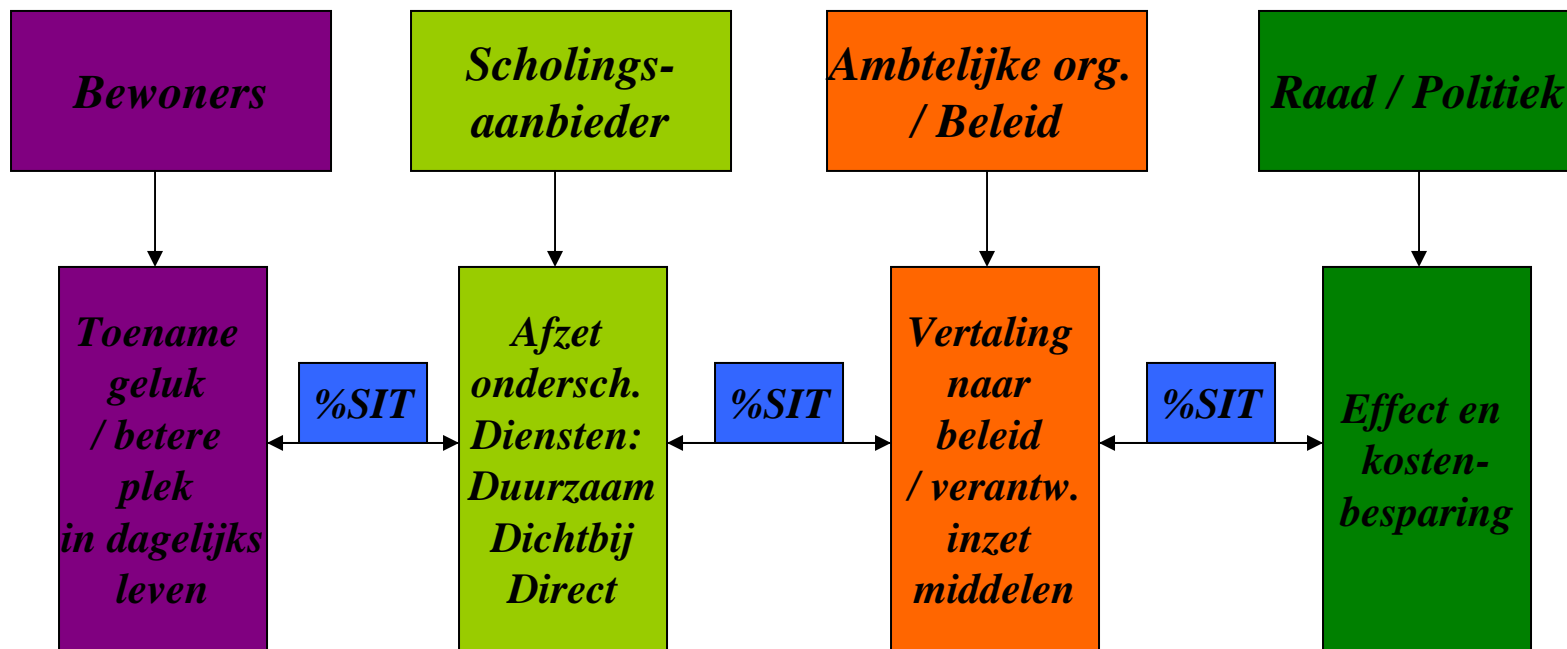 Bewoners
Scholings-
aanbieder
Ambtelijke org.
/ Beleid
Raad / Politiek
Toename
geluk
/ betere
plek
in dagelijks
leven
%SIT
Afzet
ondersch.
Diensten:
Duurzaam
Dichtbij
Direct
%SIT
Vertaling
naar
beleid
/ verantw.
inzet
middelen
%SIT
Effect en
kosten-
besparing